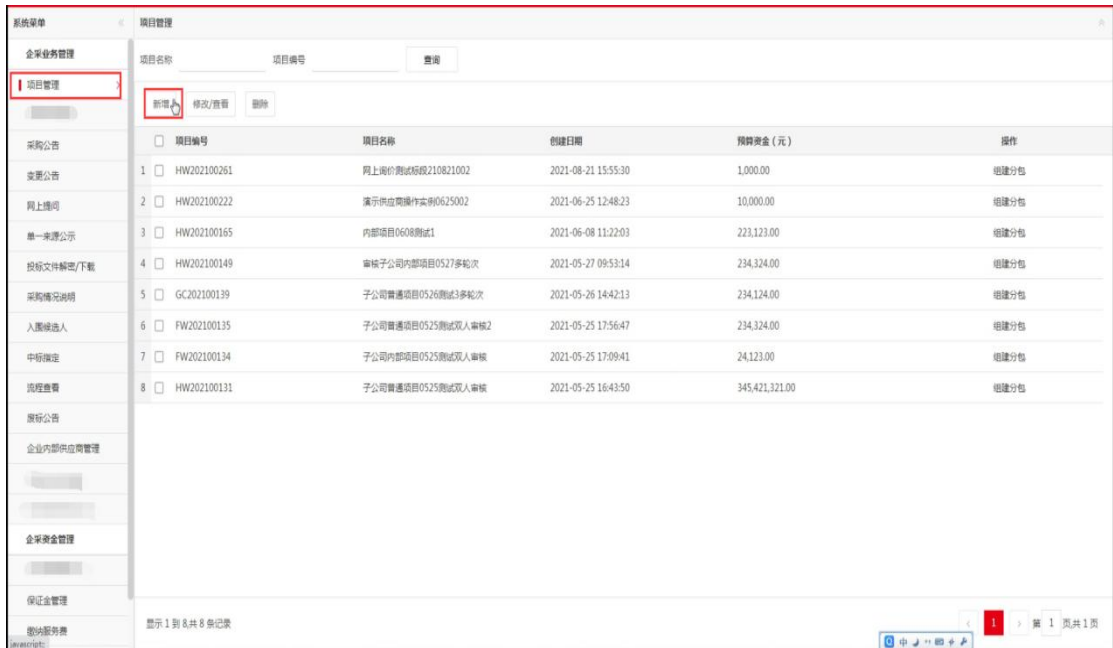 系统菜单 «
项目管理
企采业务管理
项目管理
采购公告
变更公告
网上提问
单一来源公示
投标文件解密/下载
采购情况说明
入围候选人
中标指定
流程查看
废标公告
企业内部供应商管理
企采资金管理
保证金管理
缴纳服务费
javascript:
项目名称 项目编号 查询
新增 修改/查看 删除
项目编号 项目名称 创建日期 预算资金(元) 操作
1 HW202100261 网上询价测试标段210821002 2021-08-21 15:55:30 1,000.00 组建分包
2 HW202100222 演示供应商操作实例0625002 2021-06-25 12:48:23 10,000.00 组建分包
3 HW202100165 内部项目0608测试1 2021-06-08 11:22:03 223,123.00 组建分包
4 HW202100149 审核子公司内部项目0527多轮次 2021-05-27 09:53:14 234,324.00 组建分包
5 GC202100139 子公司普通项目0526测试3多轮次 2021-05-26 14:42:13 234,124.00 组建分包
6 FW202100135 子公司普通项目0525测试双人审核2 2021-05-25 17:56:47 234,324.00 组建分包
7 FW202100134 子公司内部项目0525测试双人审核 2021-05-25 17:09:41 24,123.00 组建分包
8 HW202100131 子公司普通项目0525测试双人审核 2021-05-25 16:43:50 345,421,321.00 组建分包
显示 1 到 8,共 8 条记录
‹ 1 › 第 1 页,共 1 页
中